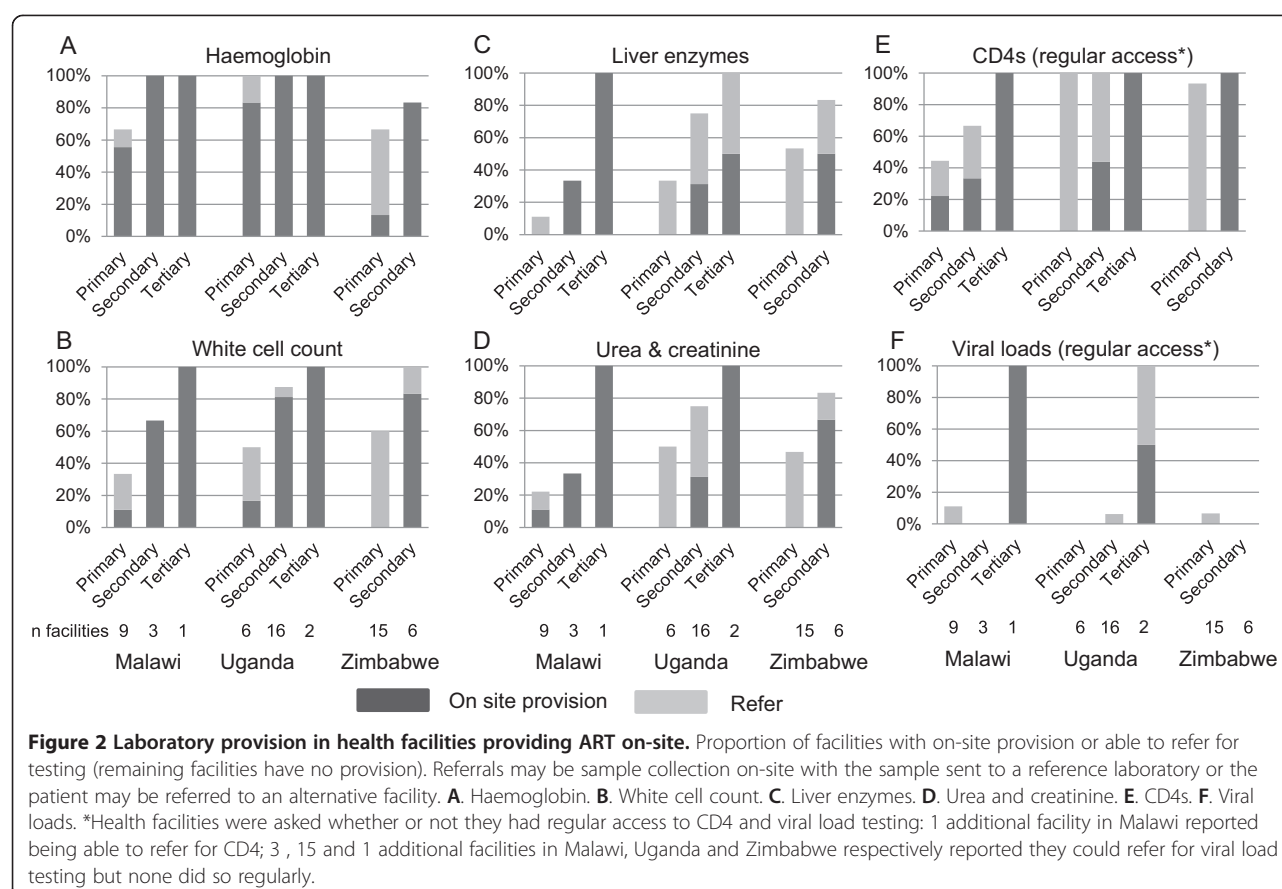 A
Haemoglobin
100%
80%
60%
40%
20%
0%
Primary
Secondary
Tertiary
Primary
Secondary
Tertiary
Primary
Secondary
C
Liver enzymes
100%
80%
60%
40%
20%
0%
Primary
Secondary
Tertiary
Primary
Secondary
Tertiary
Primary
Secondary
E
CD4s (regular access*)
100%
80%
60%
40%
20%
0%
Primary
Secondary
Tertiary
Primary
Secondary
Tertiary
Primary
Secondary
B
White cell count
100%
80%
60%
40%
20%
0%
Primary
Secondary
Tertiary
Primary
Secondary
Tertiary
Primary
Secondary
n facilities 9 3 1 6 16 2 15 6
Malawi Uganda Zimbabwe
D
Urea & creatinine
100%
80%
60%
40%
20%
0%
Primary
Secondary
Tertiary
Primary
Secondary
Tertiary
Primary
Secondary
9 3 1 6 16 2 15 6
Malawi Uganda Zimbabwe
F
Viral loads (regular access*)
100%
80%
60%
40%
20%
0%
Primary
Secondary
Tertiary
Primary
Secondary
Tertiary
Primary
Secondary
9 3 1 6 16 2 15 6
Malawi Uganda Zimbabwe
On site provision Refer
Figure 2 Laboratory provision in health facilities providing ART on-site. Proportion of facilities with on-site provision or able to refer for
testing (remaining facilities have no provision). Referrals may be sample collection on-site with the sample sent to a reference laboratory or the
patient may be referred to an alternative facility. A. Haemoglobin. B. White cell count. C. Liver enzymes. D. Urea and creatinine. E. CD4s. F. Viral
loads. *Health facilities were asked whether or not they had regular access to CD4 and viral load testing: 1 additional facility in Malawi reported
being able to refer for CD4; 3 , 15 and 1 additional facilities in Malawi, Uganda and Zimbabwe respectively reported they could refer for viral load
testing but none did so regularly.